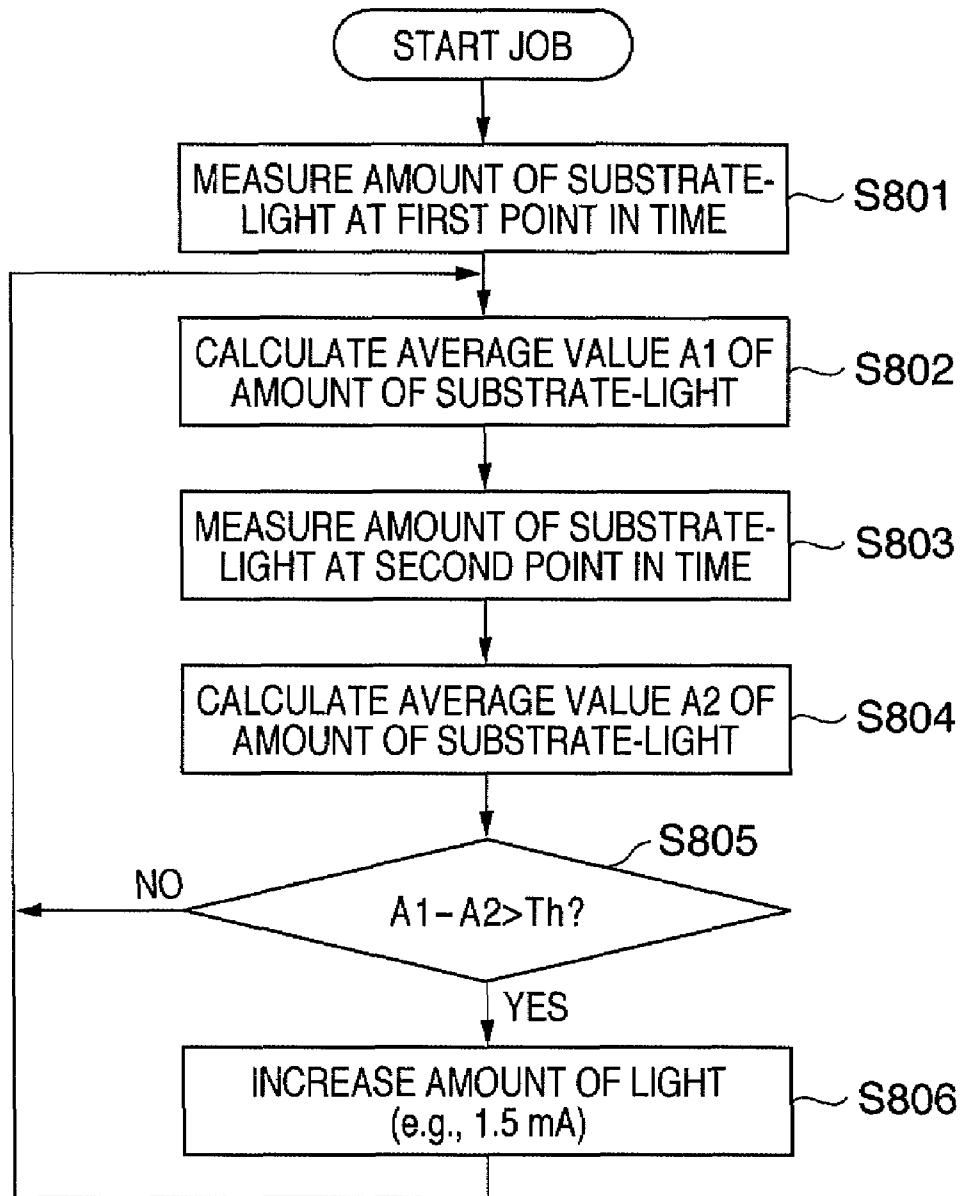 START JOB
MEASURE AMOUNT OF SUBSTRATE-
LIGHT AT FIRST POINT IN TIME
S801
CALCULATE AVERAGE VALUE A1 OF
AMOUNT OF SUBSTRATE-LIGHT
S802
MEASURE AMOUNT OF SUBSTRATE-
LIGHT AT SECOND POINT IN TIME
S803
CALCULATE AVERAGE VALUE A2 OF
AMOUNT OF SUBSTRATE-LIGHT
S804
S805
NO
A1-A2>Th?
YES
INCREASE AMOUNT OF LIGHT
(e.g., 1.5 mA)
S806